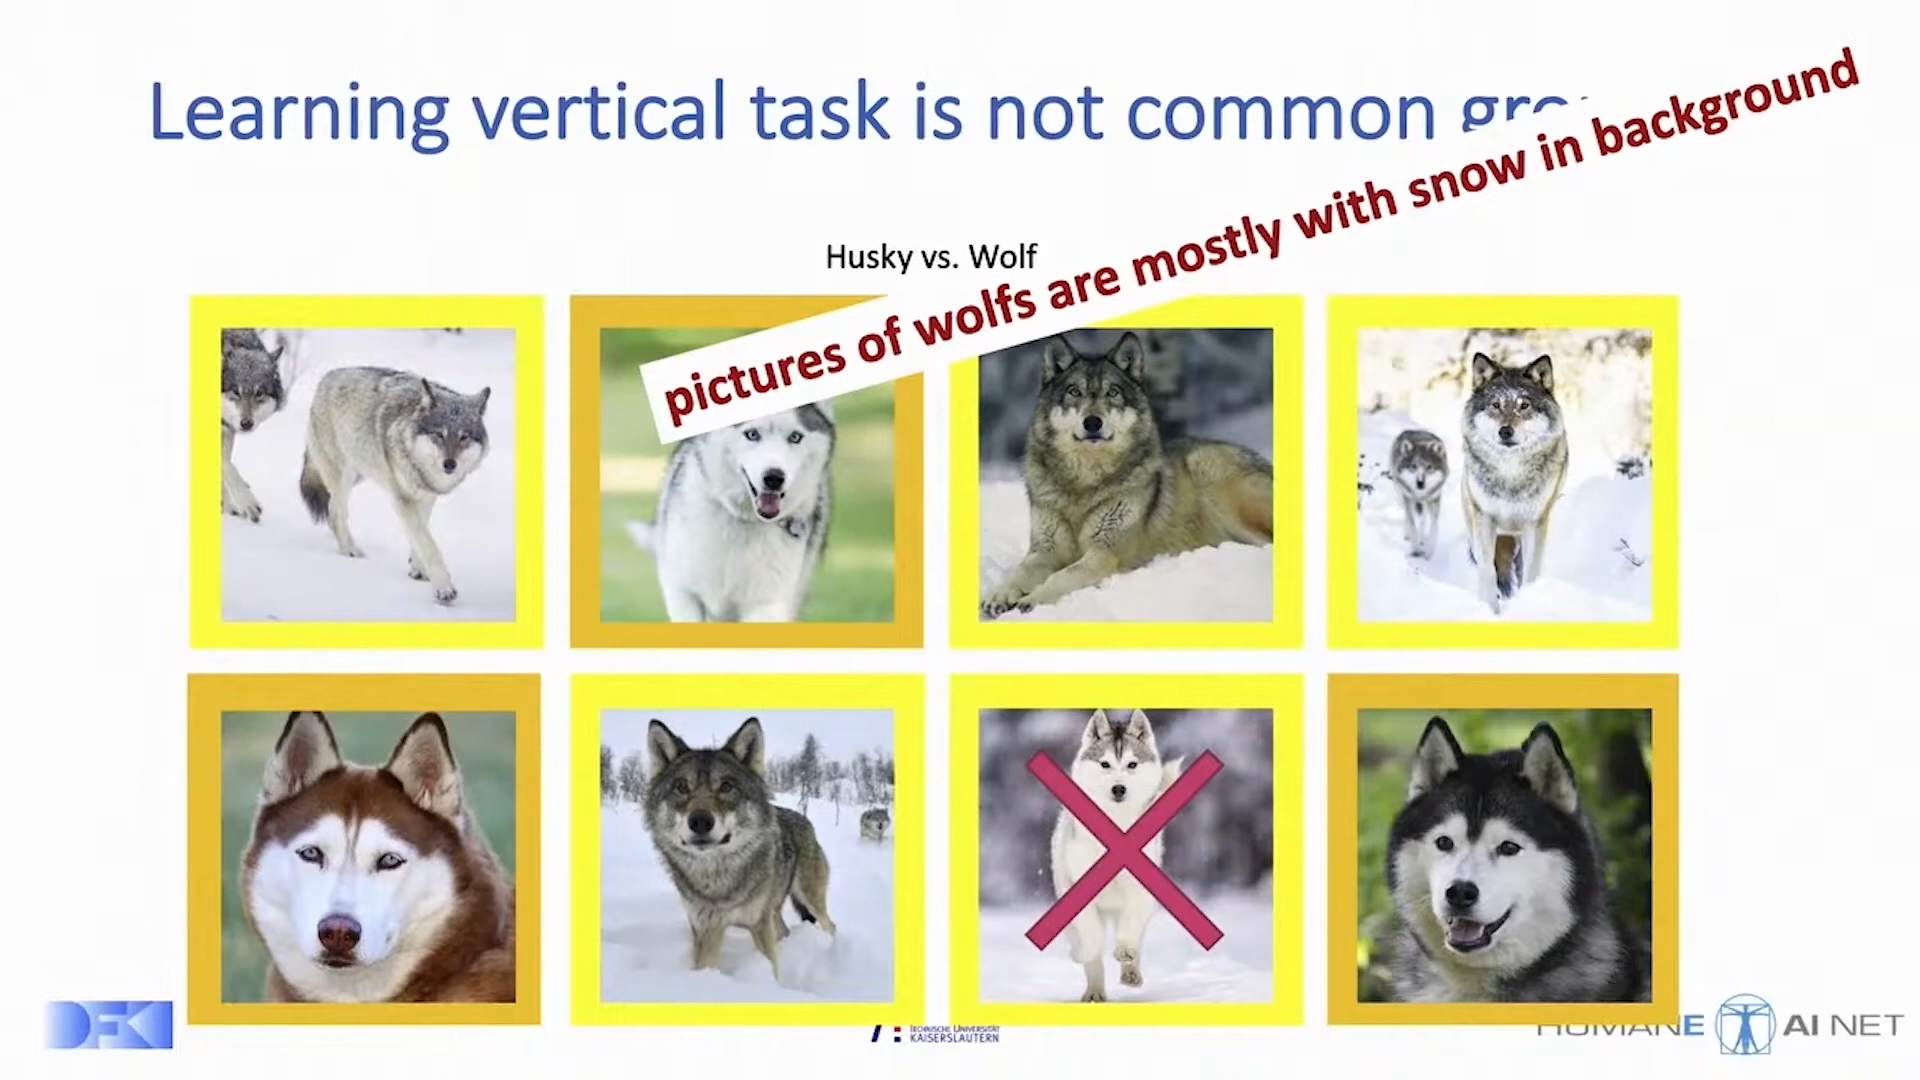 Learning vertical task is not common gro
pictures of wolfs are mostly with snow in background
Husky vs. Wolf
DFKI
TECHNISCHE UNIVERSITÄT
KAISERSLAUTERN
HUMANE AI NET